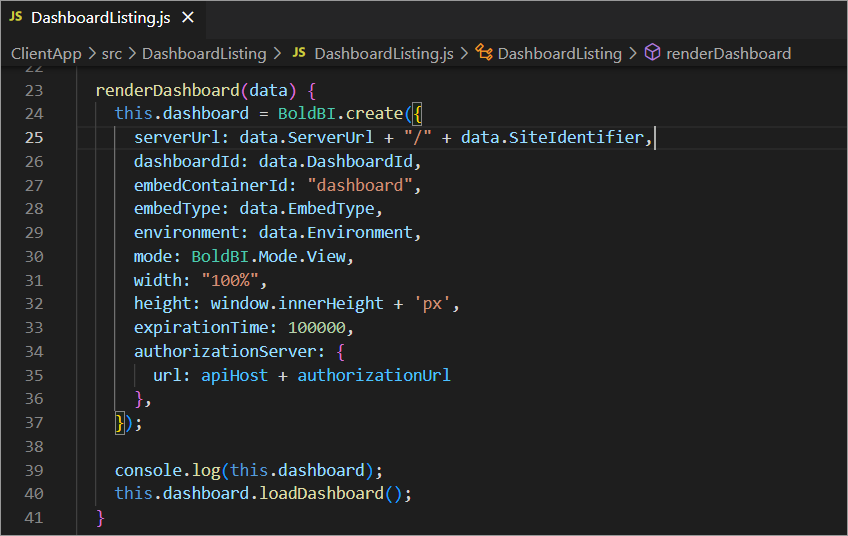 JS DashboardListing.js ×
ClientApp > src > DashboardListing > JS DashboardListing.js > DashboardListing > renderDashboard
22
23 renderDashboard(data) {
24 this.dashboard = BoldBI.create({
25 serverUrl: data.ServerUrl + "/" + data.SiteIdentifier,
26 dashboardId: data.DashboardId,
27 embedContainerId: "dashboard",
28 embedType: data.EmbedType,
29 environment: data.Environment,
30 mode: BoldBI.Mode.View,
31 width: "100%",
32 height: window.innerHeight + 'px',
33 expirationTime: 100000,
34 authorizationServer: {
35 url: apiHost + authorizationUrl
36 },
37 });
38
39 console.log(this.dashboard);
40 this.dashboard.loadDashboard();
41 }